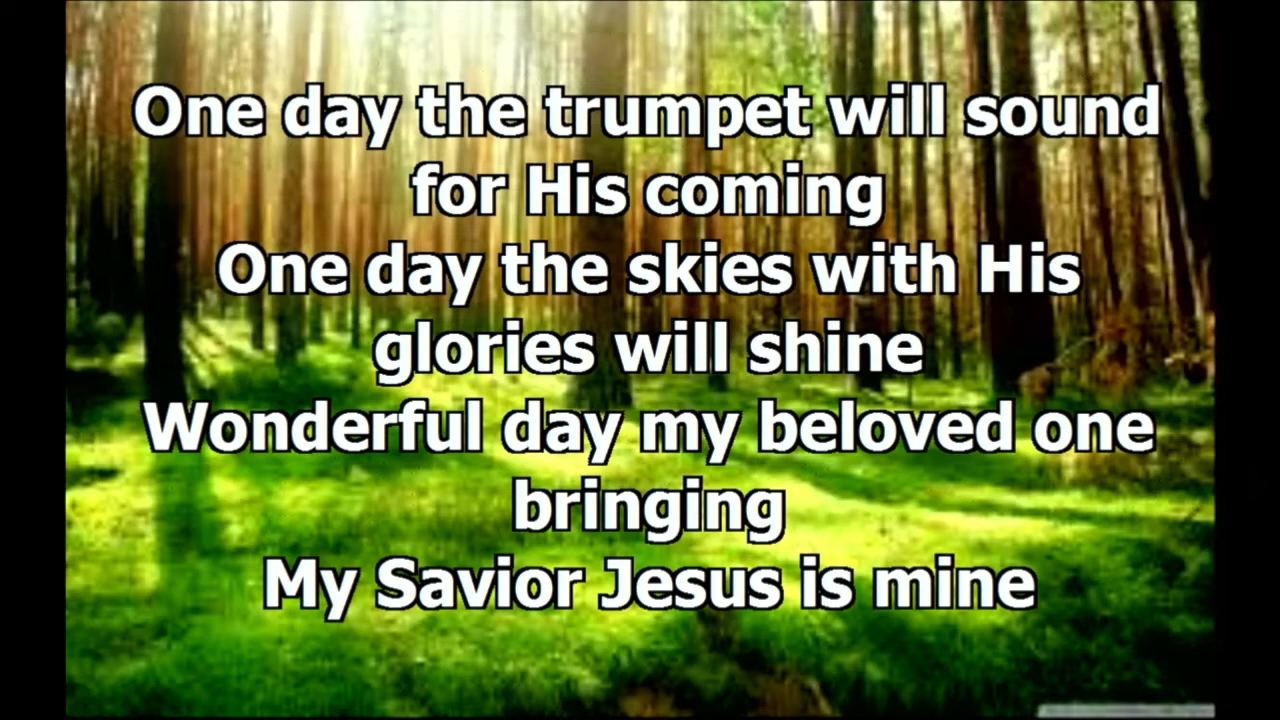 One day the trumpet will sound
for His coming
One day the skies with His
glories will shine
Wonderful day my beloved one
bringing
My Savior Jesus is mine